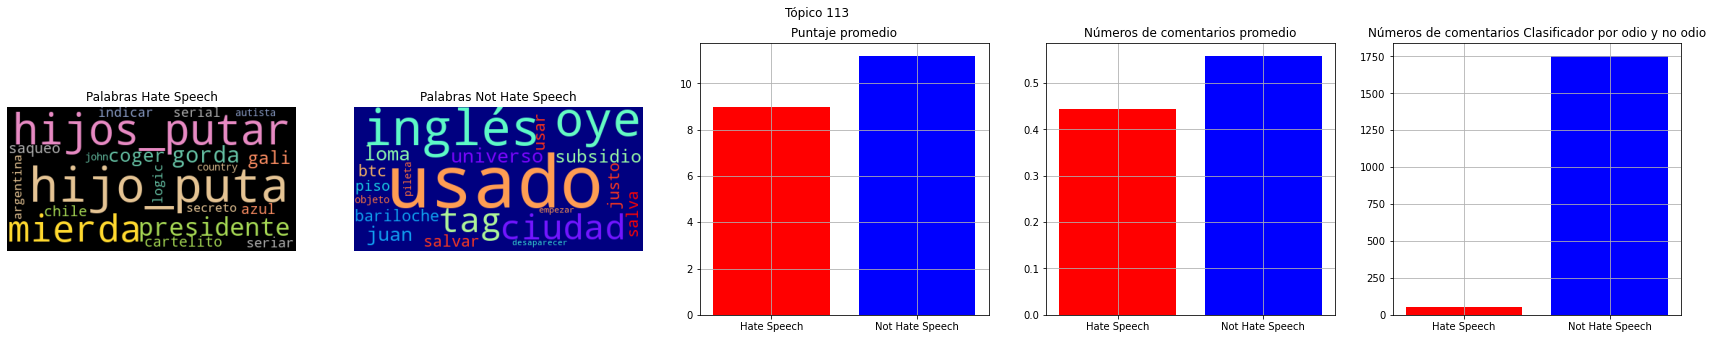 Tópico 113
Palabras Hate Speech
indicar serial autista
hijos_putar
saqueo john coger gorda gali
argentina logic country
hijo_puta
chile secreto azul
mierda presidente
cartelito seriar
Palabras Not Hate Speech
inglés usar oye
loma universo subsidio
btc pileta usado justo
piso
objeto
bariloche tag empezar ciudad salva
juan salvar desaparecer
Puntaje promedio
10
8
6
4
2
0
Hate Speech Not Hate Speech
Números de comentarios promedio
0.5
0.4
0.3
0.2
0.1
0.0
Hate Speech Not Hate Speech
Números de comentarios Clasificador por odio y no odio
1750
1500
1250
1000
750
500
250
0
Hate Speech Not Hate Speech